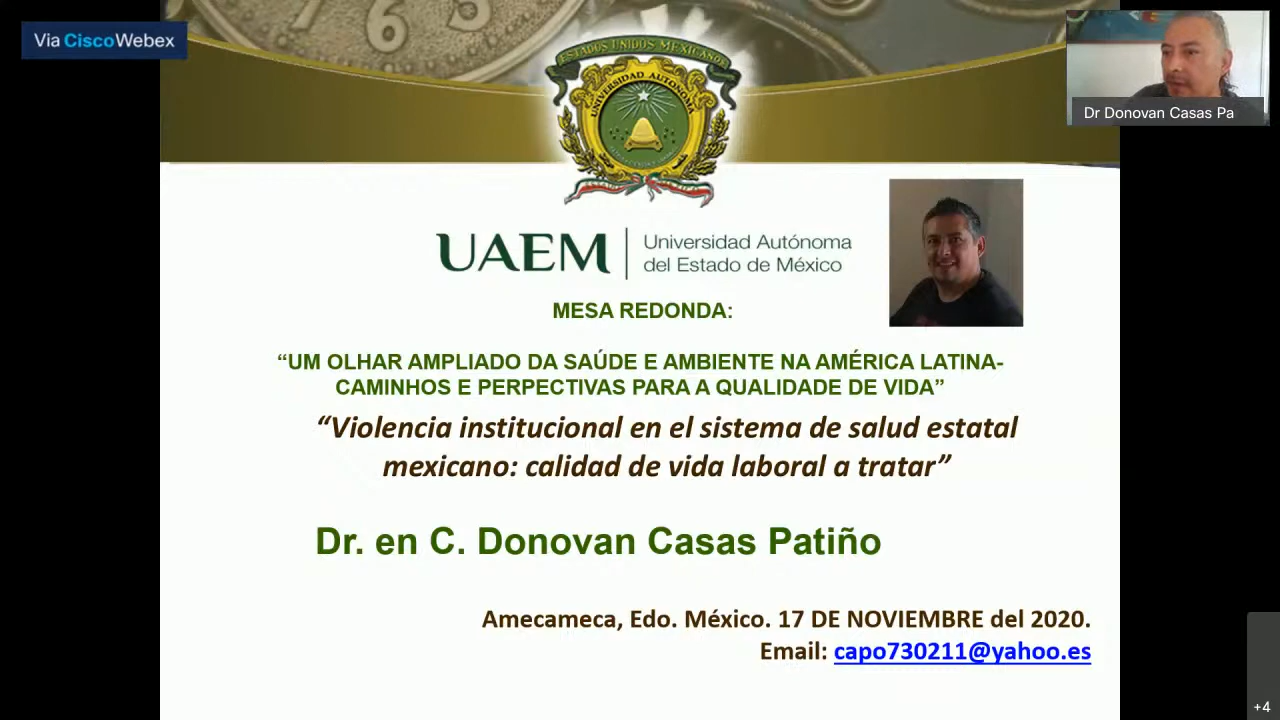 Via CiscoWebex
Dr Donovan Casas Pa
ESTADOS UNIDOS MEXICANOS
UNIVERSIDAD AUTONOMA
UAEM
Universidad Autónoma
del Estado de México
MESA REDONDA:
“UM OLHAR AMPLIADO DA SAÚDE E AMBIENTE NA AMÉRICA LATINA-
CAMINHOS E PERPECTIVAS PARA A QUALIDADE DE VIDA”
“Violencia institucional en el sistema de salud estatal
mexicano: calidad de vida laboral a tratar”
Dr. en C. Donovan Casas Patiño
Amecameca, Edo. México. 17 DE NOVIEMBRE del 2020.
Email: capo730211@yahoo.es
+4